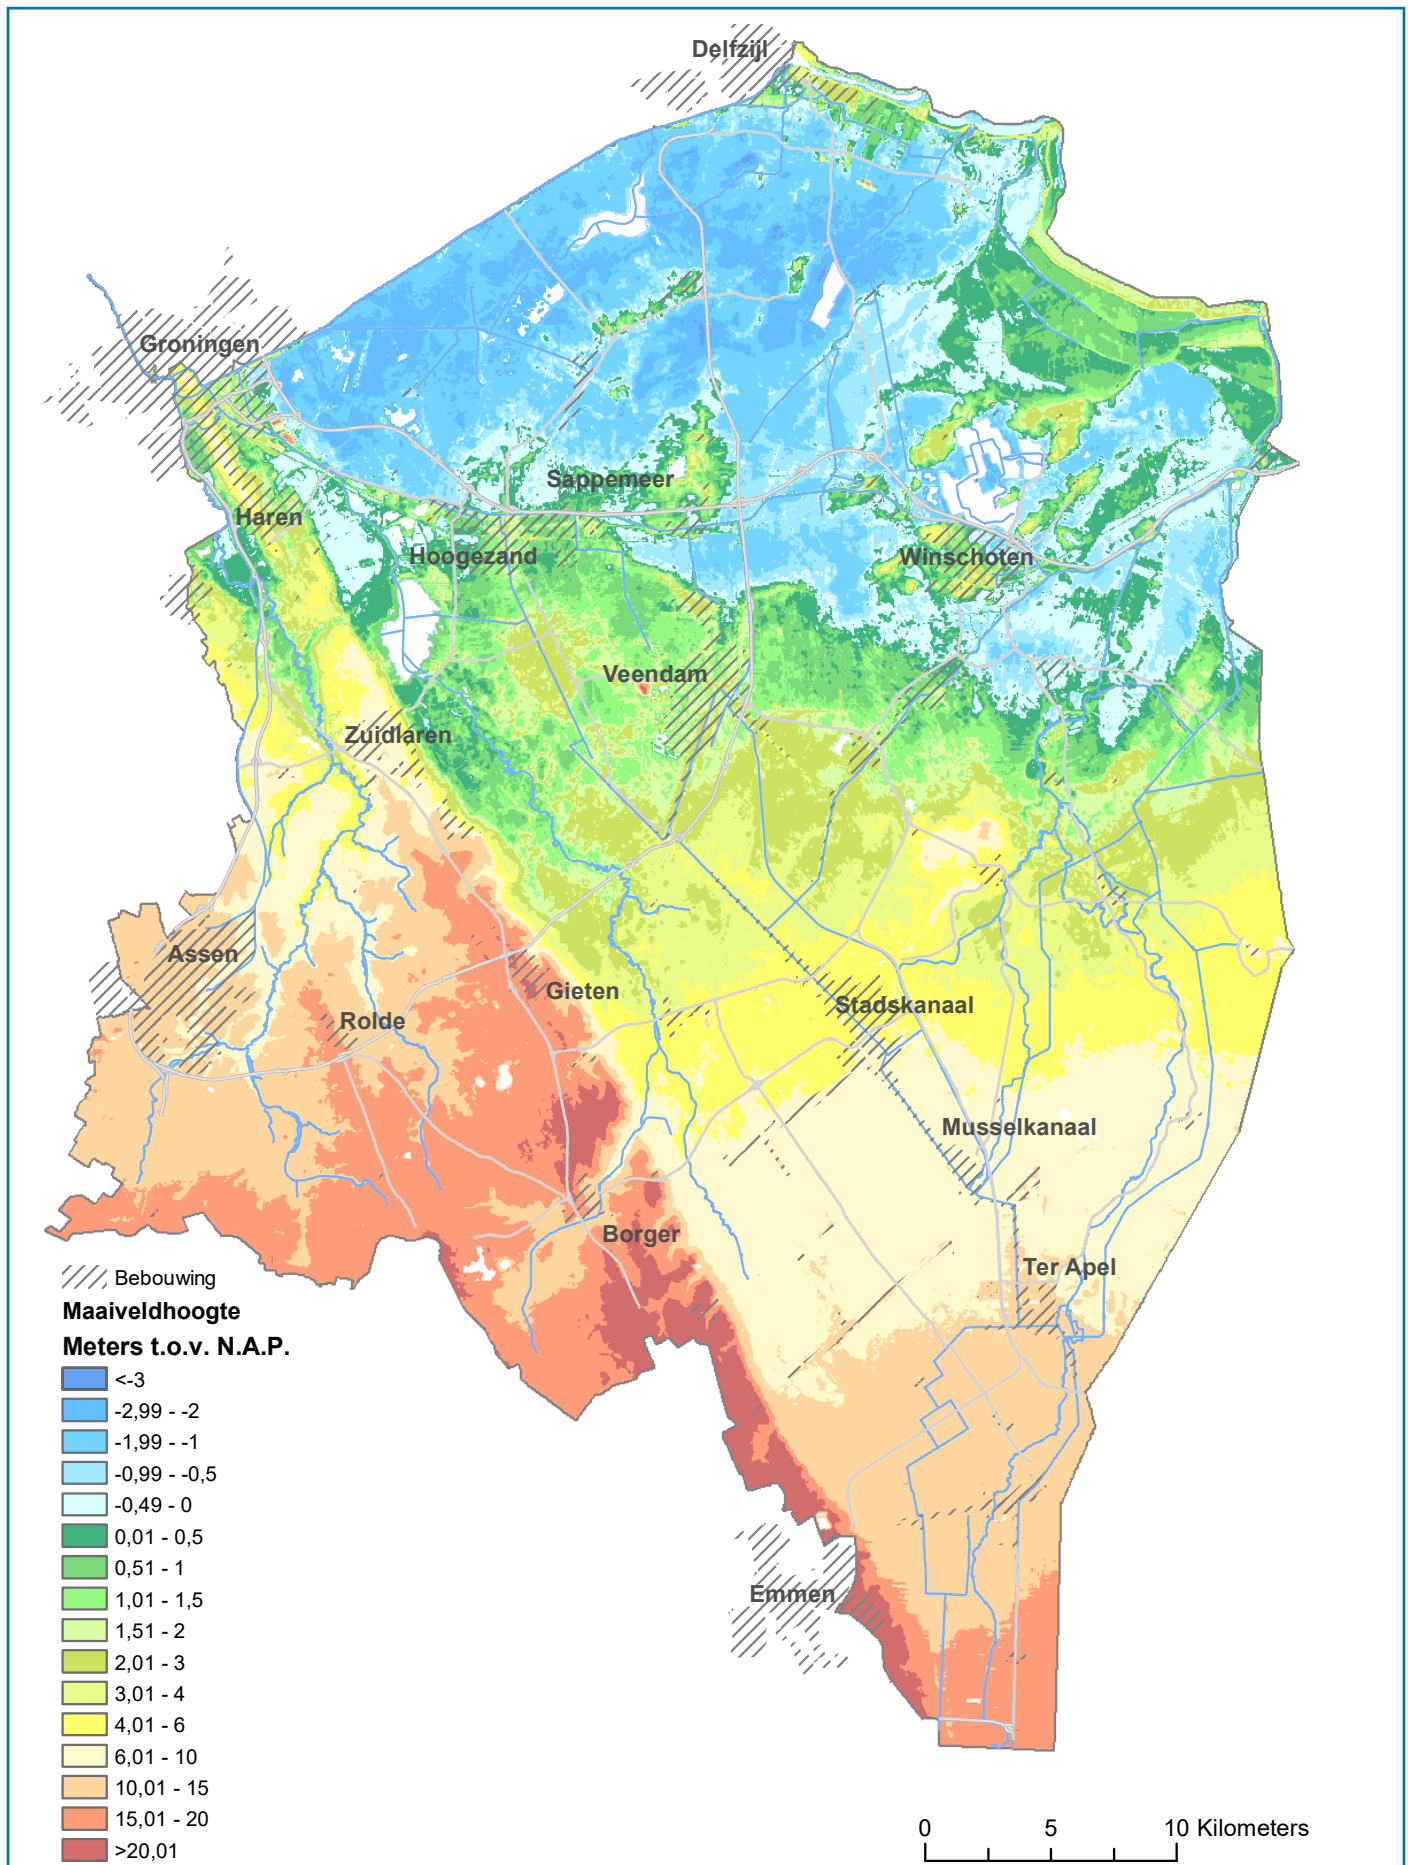 Delfzijl
Groningen
Sappemeer
Haren
Hoogezand
Winschoten
Veendam
Zuidlaren
Assen
Gieten
Stadskanaal
Rolde
Musselkanaal
Borger
Ter Apel
Emmen
Bebouwing
Maaiveldhoogte
Meters t.o.v. N.A.P.
<-3
-2,99 - -2
-1,99 - -1
-0,99 - -0,5
-0,49 - 0
0,01 - 0,5
0,51 - 1
1,01 - 1,5
1,51 - 2
2,01 - 3
3,01 - 4
4,01 - 6
6,01 - 10
10,01 - 15
15,01 - 20
>20,01
0 5 10 Kilometers